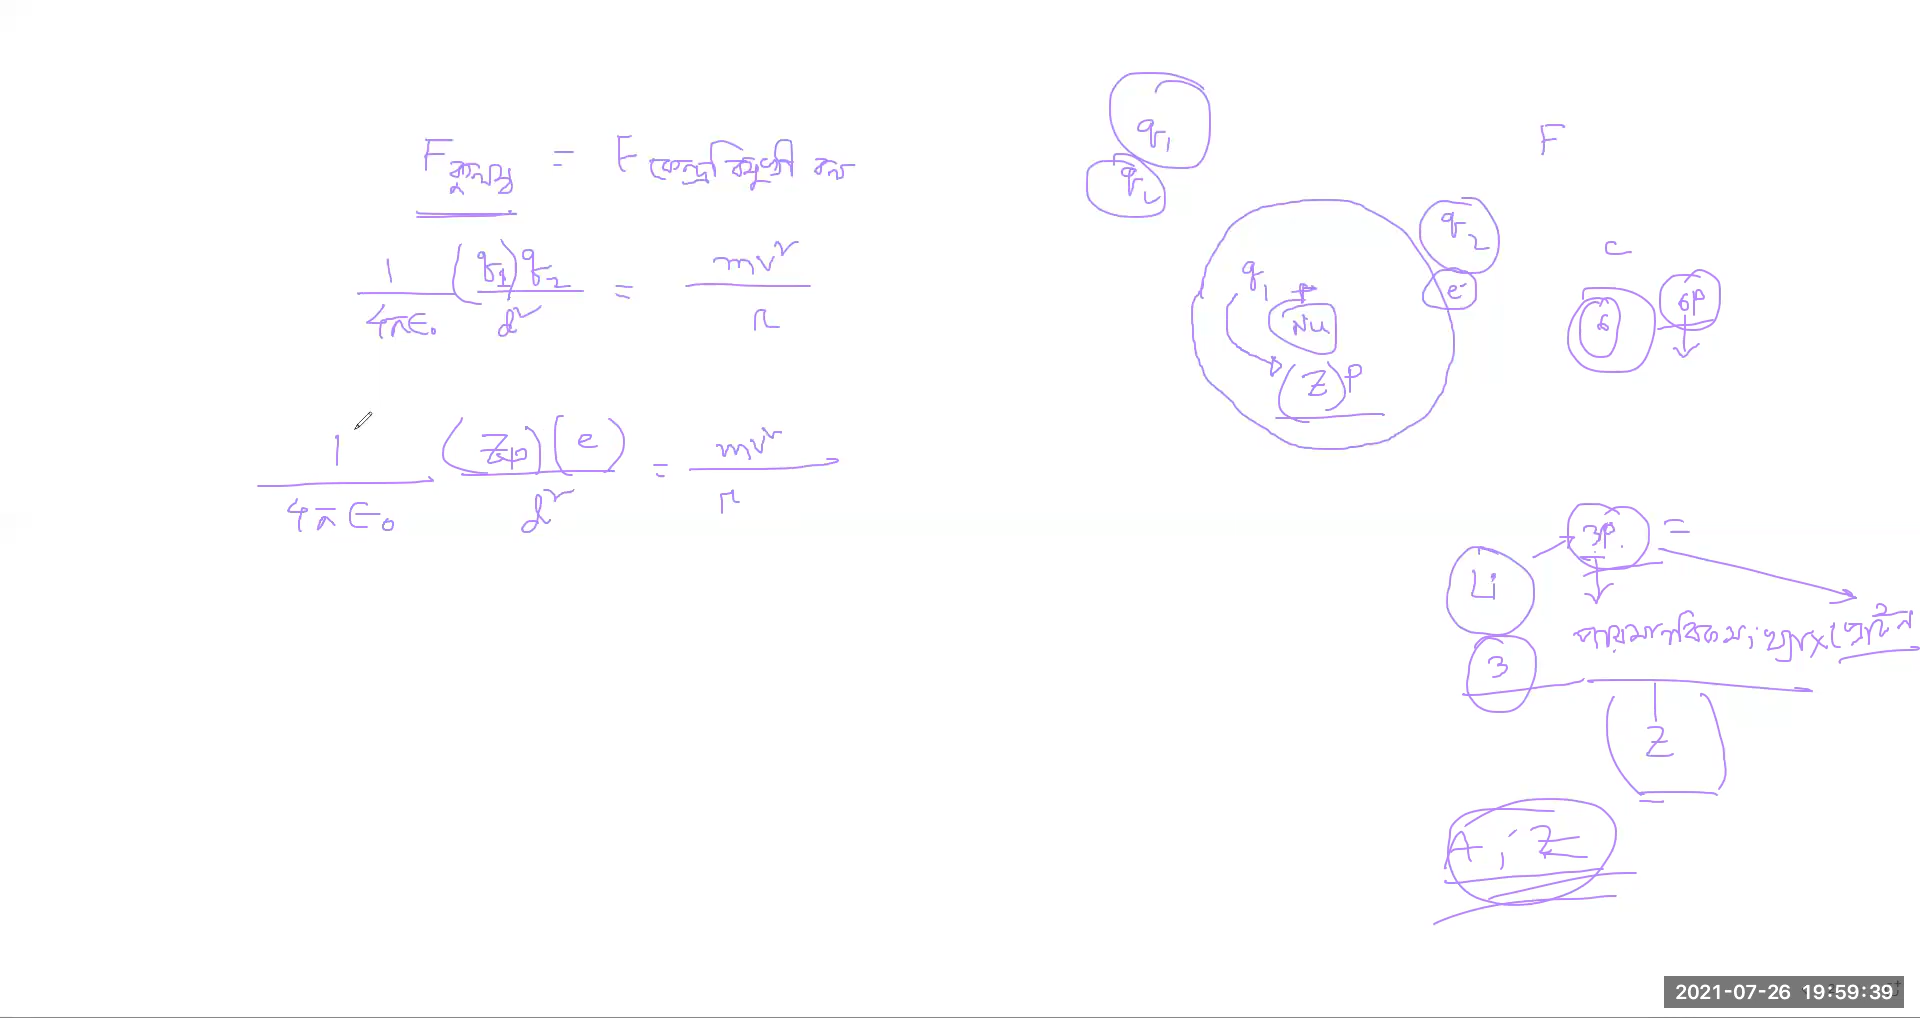 F কুলম্ব = F কেন্দ্রবিমুখী বল
1/4πϵ₀ (q₁)q₂/d² = mv²/r
1/4πϵ₀ (Zp)(e)/d² = mv²/r
q₁
q₂
F
q₂
e
q₁
P
Nu
(Z)P
C
6
6P
3P =
Li
3
পারমাণবিক সংখ্যা × (প্রোটন
Z
A, Z
2021-07-26 19:59:39